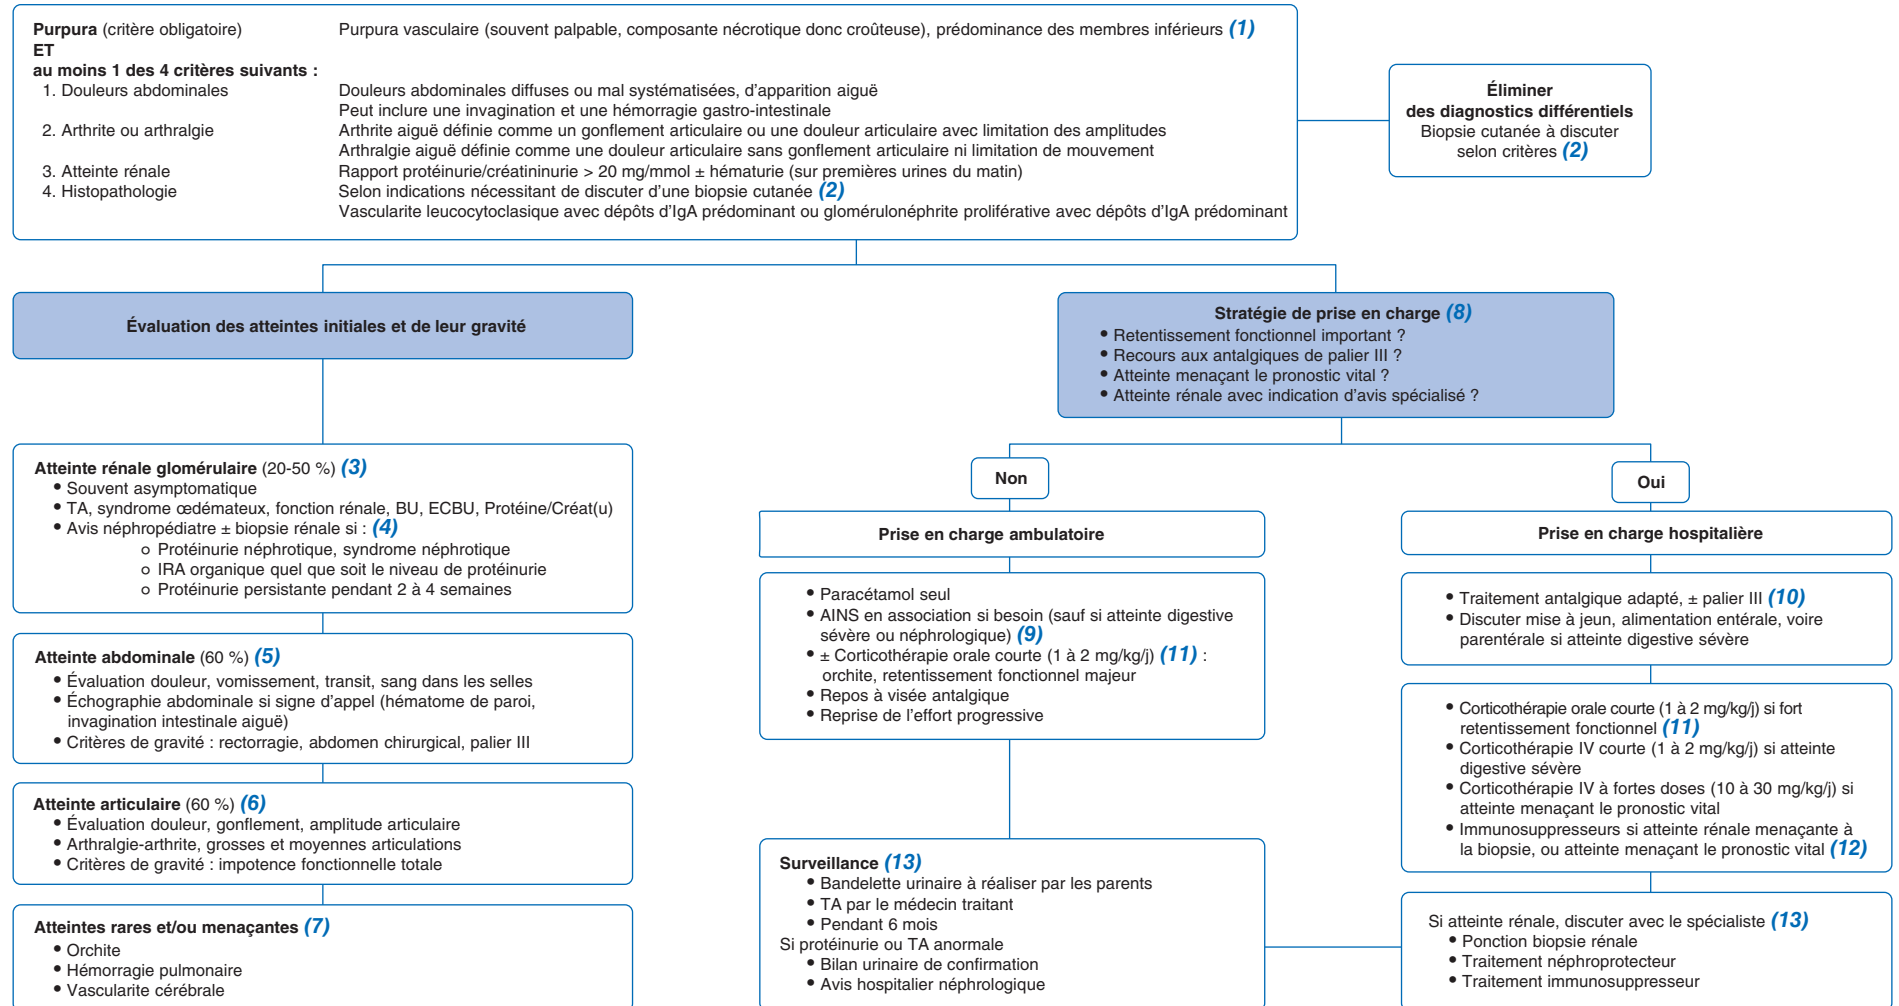 Purpura (critère obligatoire) Purpura vasculaire (souvent palpable, composante nécrotique donc croûteuse), prédominance des membres inférieurs (1)
ET
au moins 1 des 4 critères suivants :
1. Douleurs abdominales Douleurs abdominales diffuses ou mal systématisées, d'apparition aiguë
Peut inclure une invagination et une hémorragie gastro-intestinale
2. Arthrite ou arthralgie Arthrite aiguë définie comme un gonflement articulaire ou une douleur articulaire avec limitation des amplitudes
Arthralgie aiguë définie comme une douleur articulaire sans gonflement articulaire ni limitation de mouvement
3. Atteinte rénale Rapport protéinurie/créatininurie > 20 mg/mmol ± hématurie (sur premières urines du matin)
4. Histopathologie Selon indications nécessitant de discuter d'une biopsie cutanée (2)
Vascularite leucocytoclasique avec dépôts d'IgA prédominant ou glomérulonéphrite proliférative avec dépôts d'IgA prédominant
Éliminer
des diagnostics différentiels
Biopsie cutanée à discuter
selon critères (2)
Évaluation des atteintes initiales et de leur gravité
Atteinte rénale glomérulaire (20-50 %) (3)
• Souvent asymptomatique
• TA, syndrome œdémateux, fonction rénale, BU, ECBU, Protéine/Créat(u)
• Avis néphropédiatre ± biopsie rénale si : (4)
o Protéinurie néphrotique, syndrome néphrotique
o IRA organique quel que soit le niveau de protéinurie
o Protéinurie persistante pendant 2 à 4 semaines
Atteinte abdominale (60 %) (5)
• Évaluation douleur, vomissement, transit, sang dans les selles
• Échographie abdominale si signe d'appel (hématome de paroi,
invagination intestinale aiguë)
• Critères de gravité : rectorragie, abdomen chirurgical, palier III
Atteinte articulaire (60 %) (6)
• Évaluation douleur, gonflement, amplitude articulaire
• Arthralgie-arthrite, grosses et moyennes articulations
• Critères de gravité : impotence fonctionnelle totale
Atteintes rares et/ou menaçantes (7)
• Orchite
• Hémorragie pulmonaire
• Vascularite cérébrale
Stratégie de prise en charge (8)
• Retentissement fonctionnel important ?
• Recours aux antalgiques de palier III ?
• Atteinte menaçant le pronostic vital ?
• Atteinte rénale avec indication d'avis spécialisé ?
Non
Prise en charge ambulatoire
• Paracétamol seul
• AINS en association si besoin (sauf si atteinte digestive
sévère ou néphrologique) (9)
• ± Corticothérapie orale courte (1 à 2 mg/kg/j) (11) :
orchite, retentissement fonctionnel majeur
• Repos à visée antalgique
• Reprise de l'effort progressive
Surveillance (13)
• Bandelette urinaire à réaliser par les parents
• TA par le médecin traitant
• Pendant 6 mois
Si protéinurie ou TA anormale
• Bilan urinaire de confirmation
• Avis hospitalier néphrologique
Oui
Prise en charge hospitalière
• Traitement antalgique adapté, ± palier III (10)
• Discuter mise à jeun, alimentation entérale, voire
parentérale si atteinte digestive sévère
• Corticothérapie orale courte (1 à 2 mg/kg/j) si fort
retentissement fonctionnel (11)
• Corticothérapie IV courte (1 à 2 mg/kg/j) si atteinte
digestive sévère
• Corticothérapie IV à fortes doses (10 à 30 mg/kg/j) si
atteinte menaçant le pronostic vital
• Immunosuppresseurs si atteinte rénale menaçante à
la biopsie, ou atteinte menaçant le pronostic vital (12)
Si atteinte rénale, discuter avec le spécialiste (13)
• Ponction biopsie rénale
• Traitement néphroprotecteur
• Traitement immunosuppresseur